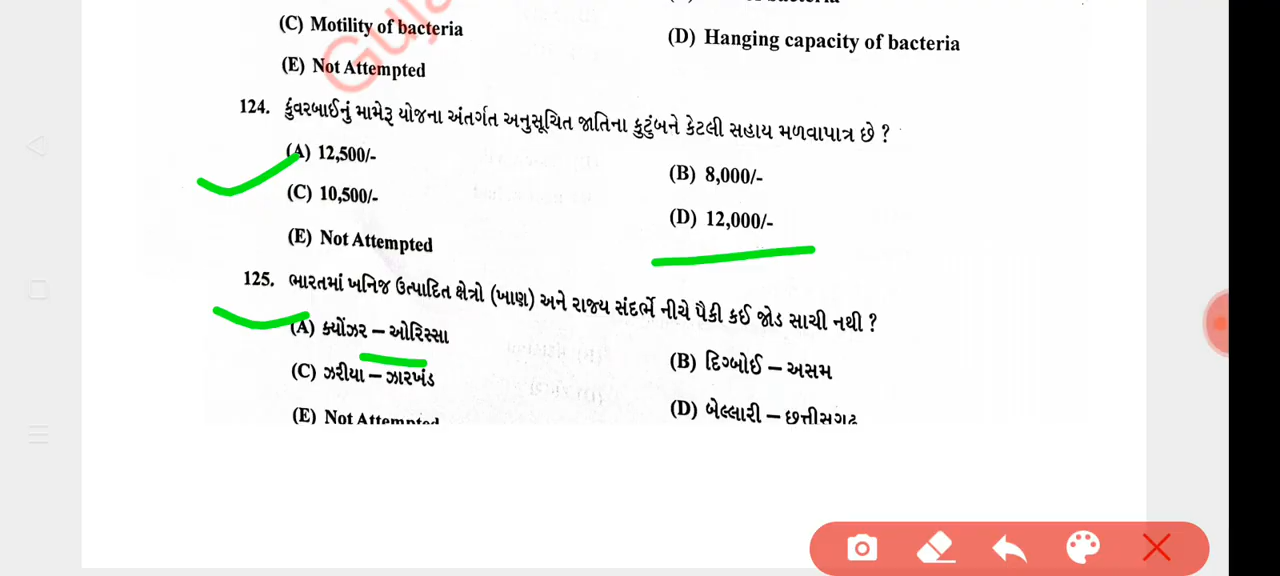 (C) Motility of bacteria
(D) Hanging capacity of bacteria
(E) Not Attempted
124. કુંવરબાઈનું મામેરૂ યોજના અંતર્ગત અનુસૂચિત જાતિના કુટુંબને કેટલી સહાય મળવાપાત્ર છે ?
(A) 12,500/-
(B) 8,000/-
(C) 10,500/-
(D) 12,000/-
(E) Not Attempted
125. ભારતમાં ખનિજ ઉત્પાદિત ક્ષેત્રો (ખાણ) અને રાજ્ય સંદર્ભે નીચે પૈકી કઈ જોડ સાચી નથી ?
(A) ક્યોંઝર – ઓરિસ્સા
(B) દિગ્બોઈ – અસમ
(C) ઝરીયા – ઝારખંડ
(D) બેલ્લારી – છત્તીસગઢ
(E) Not Attempted